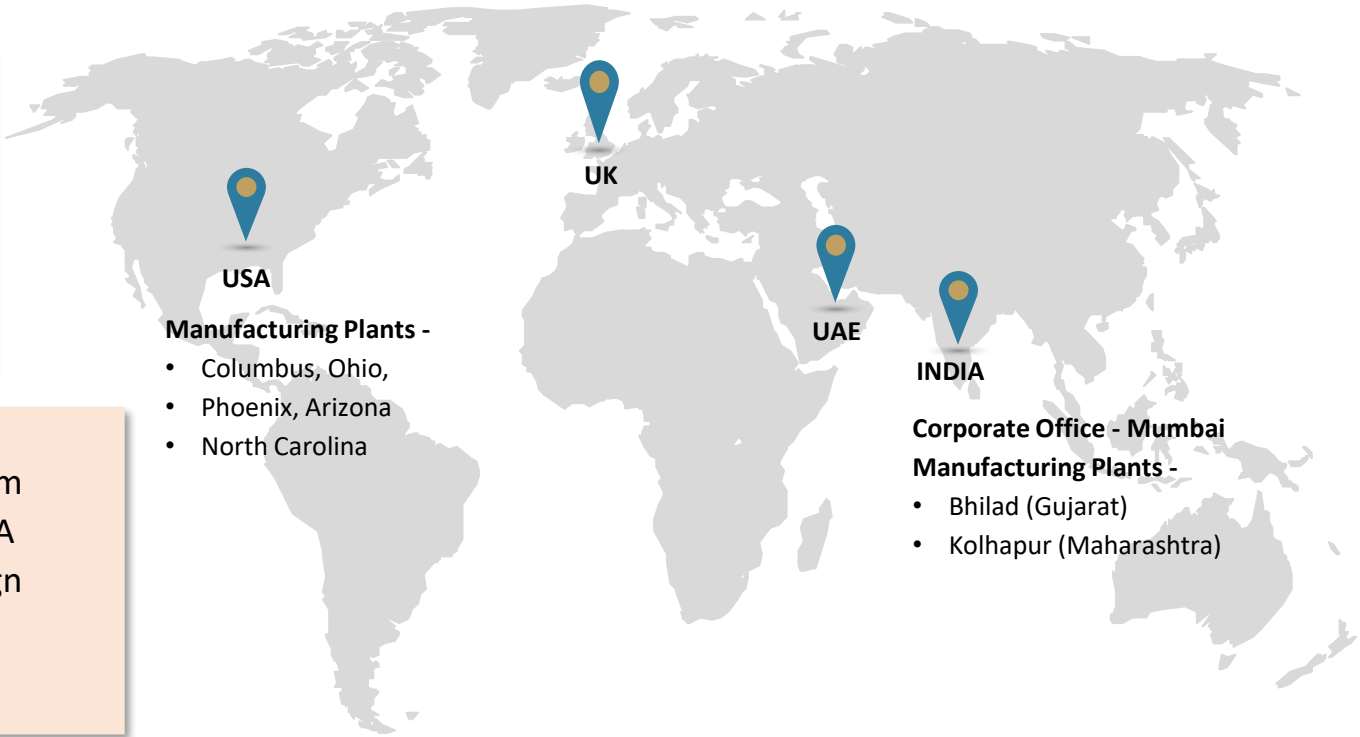 UK
USA
UAE
INDIA
Manufacturing Plants -
• Columbus, Ohio,
• Phoenix, Arizona
• North Carolina
Corporate Office - Mumbai
Manufacturing Plants -
• Bhilad (Gujarat)
• Kolhapur (Maharashtra)